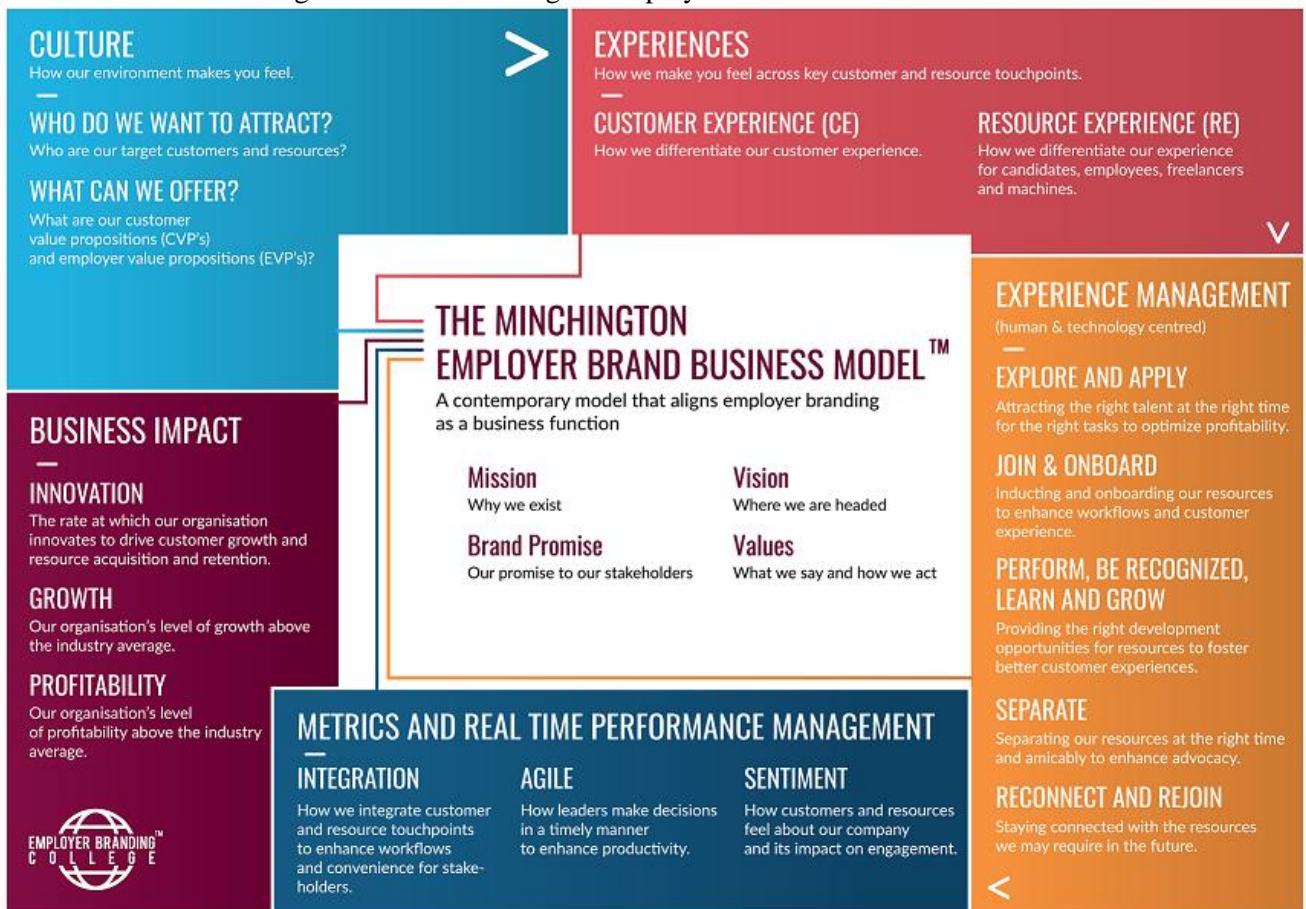 CULTURE
How our environment makes you feel.
WHO DO WE WANT TO ATTRACT?
Who are our target customers and resources?
WHAT CAN WE OFFER?
What are our customer
value propositions (CVP's)
and employer value propositions (EVP's)?
>
EXPERIENCES
How we make you feel across key customer and resource touchpoints.
CUSTOMER EXPERIENCE (CE)
How we differentiate our customer experience.
RESOURCE EXPERIENCE (RE)
How we differentiate our experience
for candidates, employees, freelancers
and machines.
THE MINCHINGTON
EMPLOYER BRAND BUSINESS MODEL™
A contemporary model that aligns employer branding
as a business function
Mission
Why we exist
Vision
Where we are headed
Brand Promise
Our promise to our stakeholders
Values
What we say and how we act
EXPERIENCE MANAGEMENT
(human & technology centred)
EXPLORE AND APPLY
Attracting the right talent at the right time
for the right tasks to optimize profitability.
JOIN & ONBOARD
Inducting and onboarding our resources
to enhance workflows and customer
experience.
PERFORM, BE RECOGNIZED,
LEARN AND GROW
Providing the right development
opportunities for resources to foster
better customer experiences.
SEPARATE
Separating our resources at the right time
and amicably to enhance advocacy.
RECONNECT AND REJOIN
Staying connected with the resources
we may require in the future.
<
METRICS AND REAL TIME PERFORMANCE MANAGEMENT
INTEGRATION
How we integrate customer
and resource touchpoints
to enhance workflows
and convenience for stake-
holders.
AGILE
How leaders make decisions
in a timely manner
to enhance productivity.
SENTIMENT
How customers and resources
feel about our company
and its impact on engagement.
BUSINESS IMPACT
INNOVATION
The rate at which our organisation
innovates to drive customer growth and
resource acquisition and retention.
GROWTH
Our organisation's level of growth above
the industry average.
PROFITABILITY
Our organisation's level
of profitability above the industry
average.
EMPLOYER BRANDING™
COLLEGE